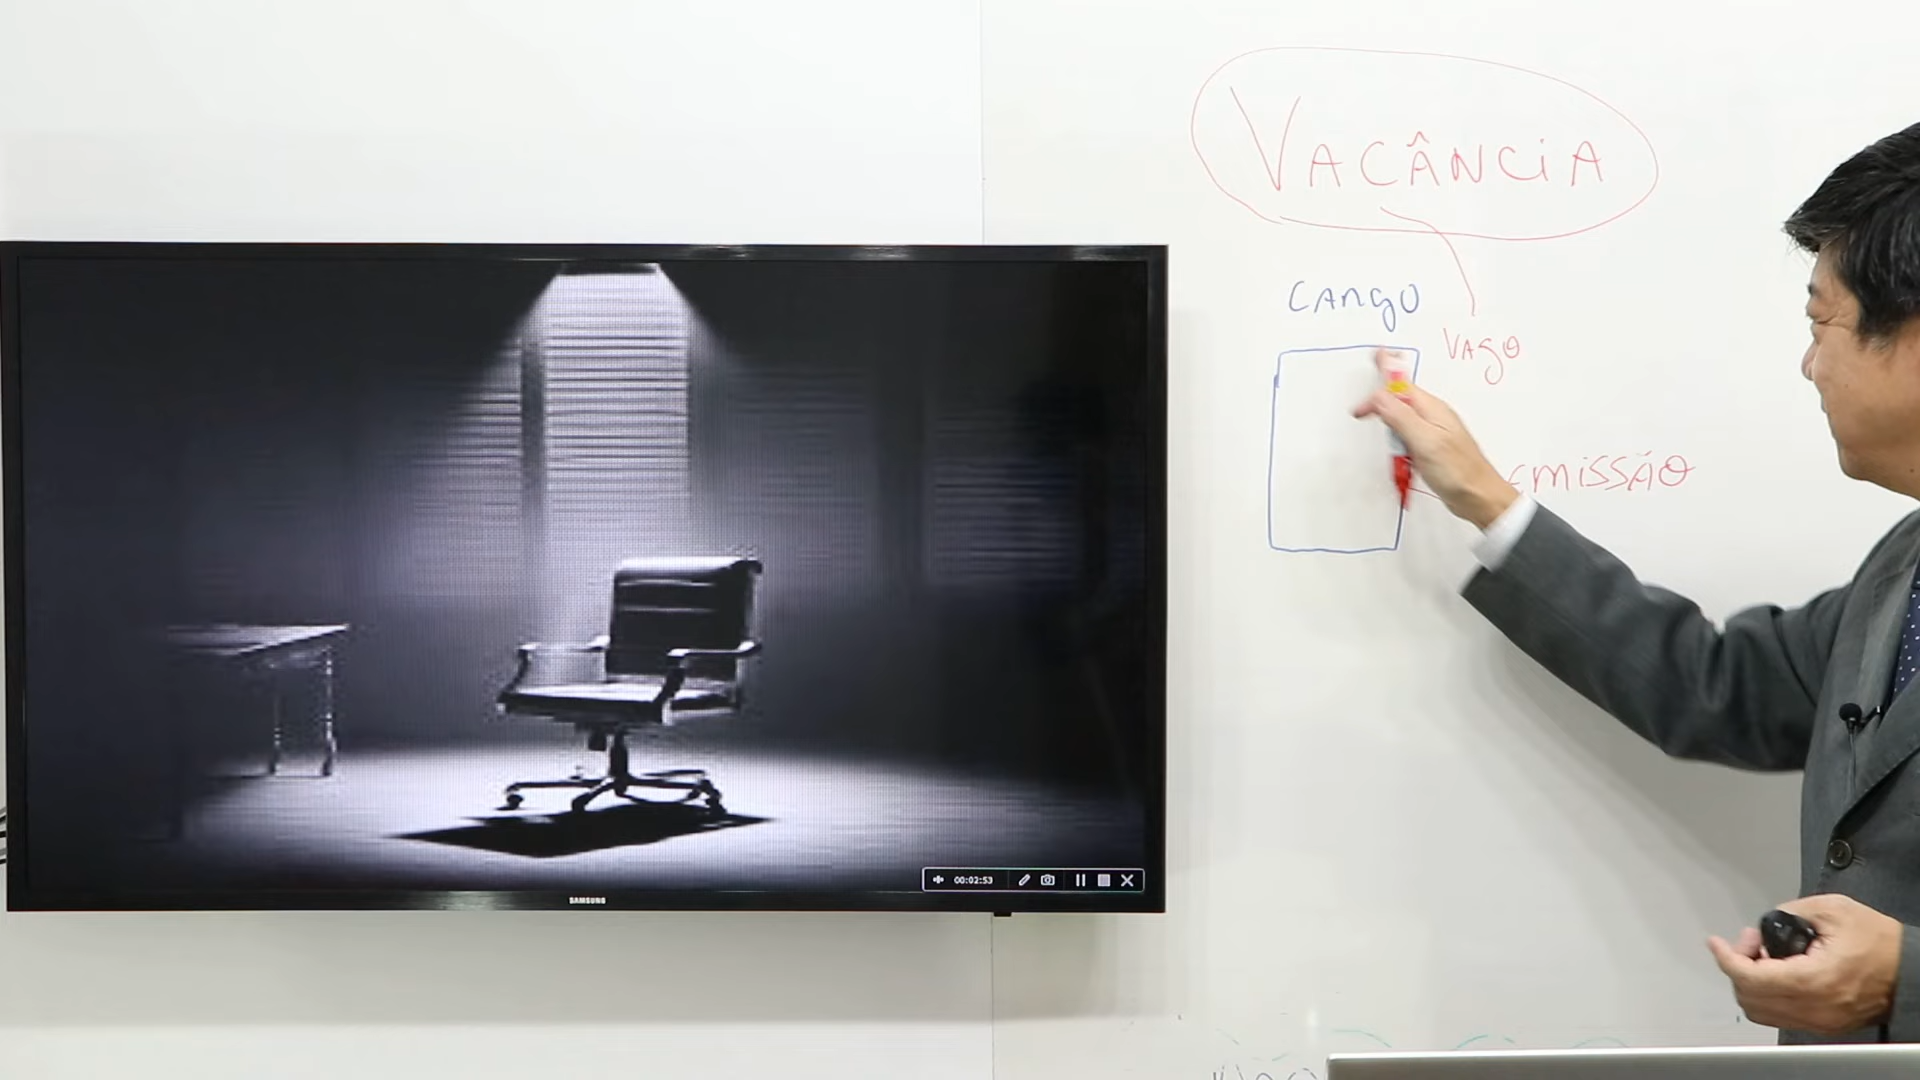 VACÂNCIA
CARGO
VAGO
EMISSÃO
00:02:53
SAMSUNG